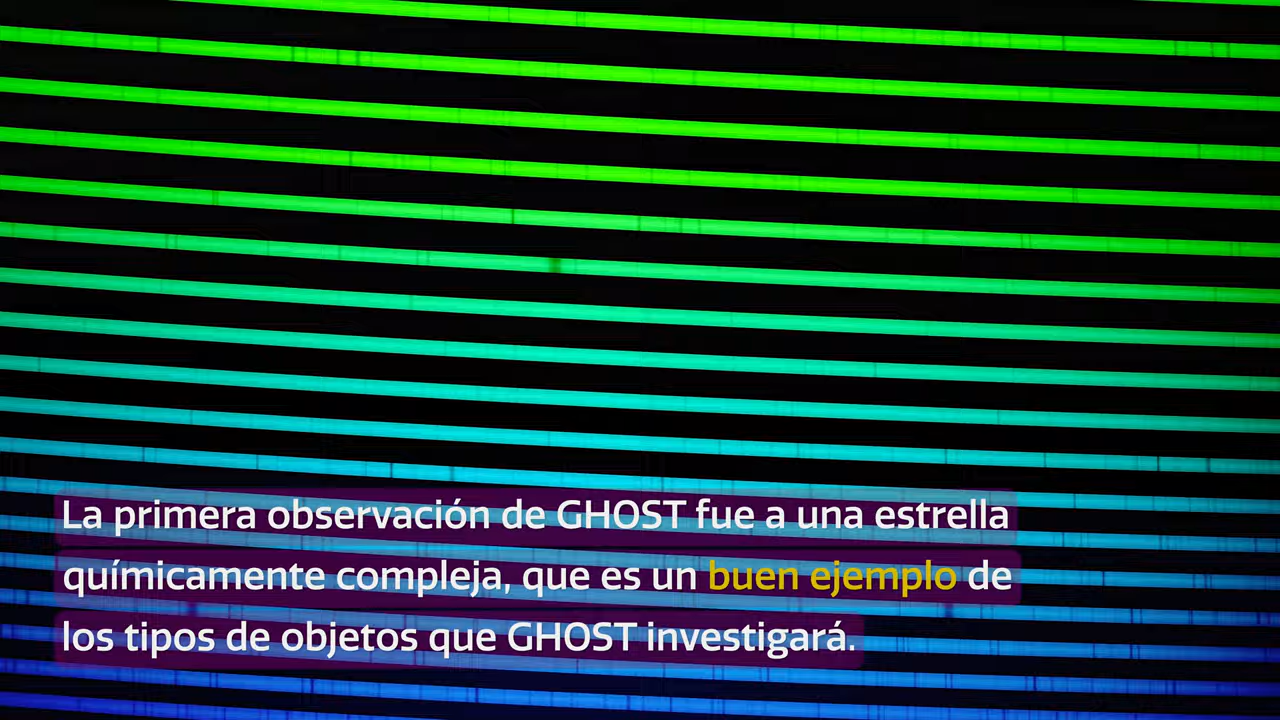 La primera observación de GHOST fue a una estrella
químicamente compleja, que es un buen ejemplo de
los tipos de objetos que GHOST investigará.